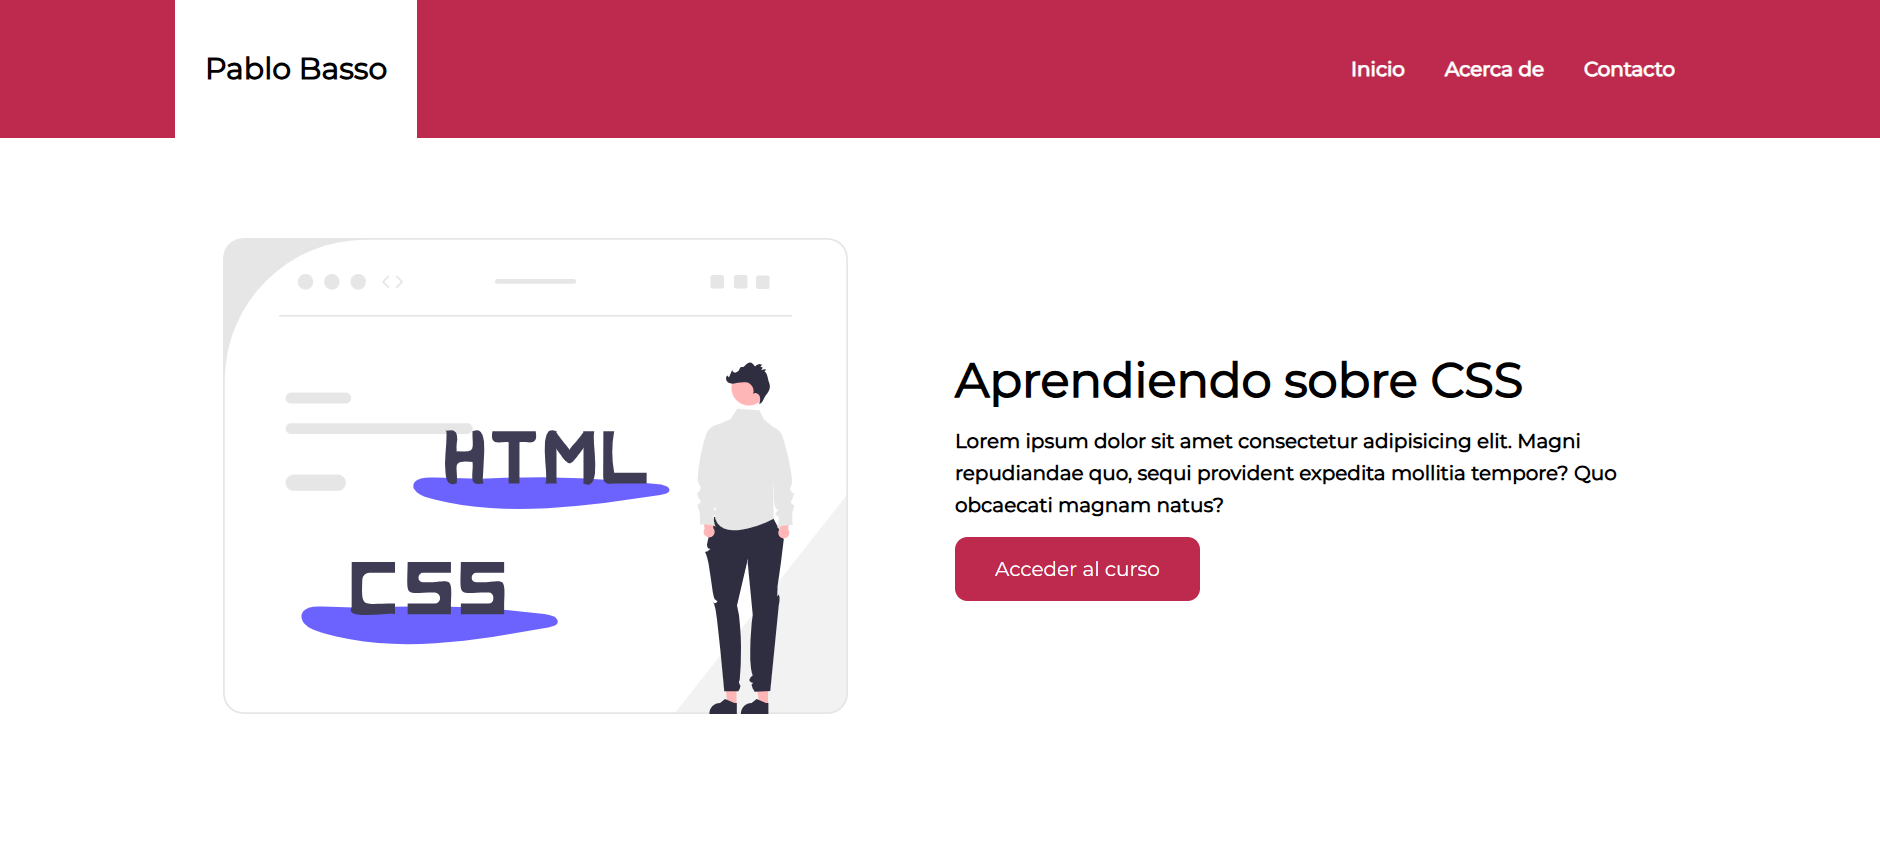 Pablo Basso
Inicio
Acerca de
Contacto
HTML
CSS
Aprendiendo sobre CSS
Lorem ipsum dolor sit amet consectetur adipisicing elit. Magni
repudiandae quo, sequi provident expedita mollitia tempore? Quo
obcaecati magnam natus?
Acceder al curso